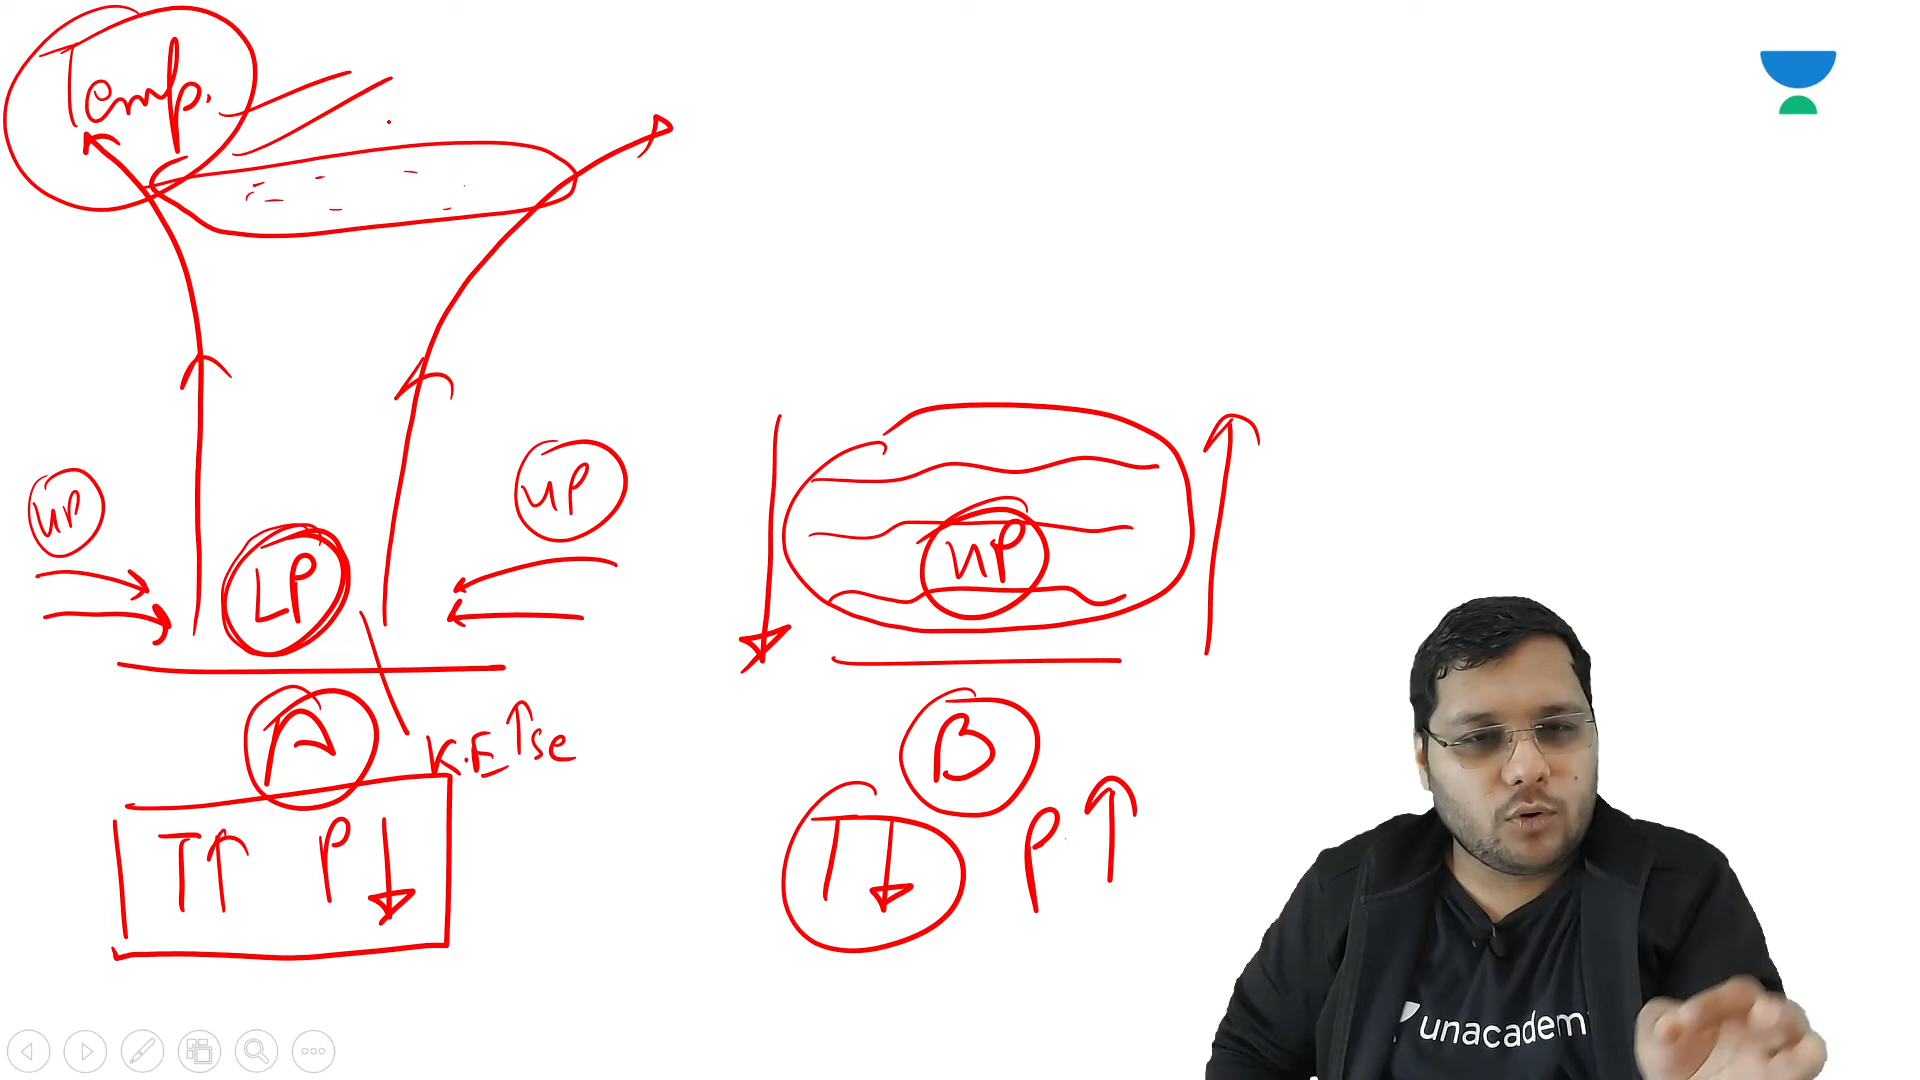 Temp.
HP
HP
LP
HP
A
K.E ↑se
B
T↑ P↓
T↓ P↑
unacadem